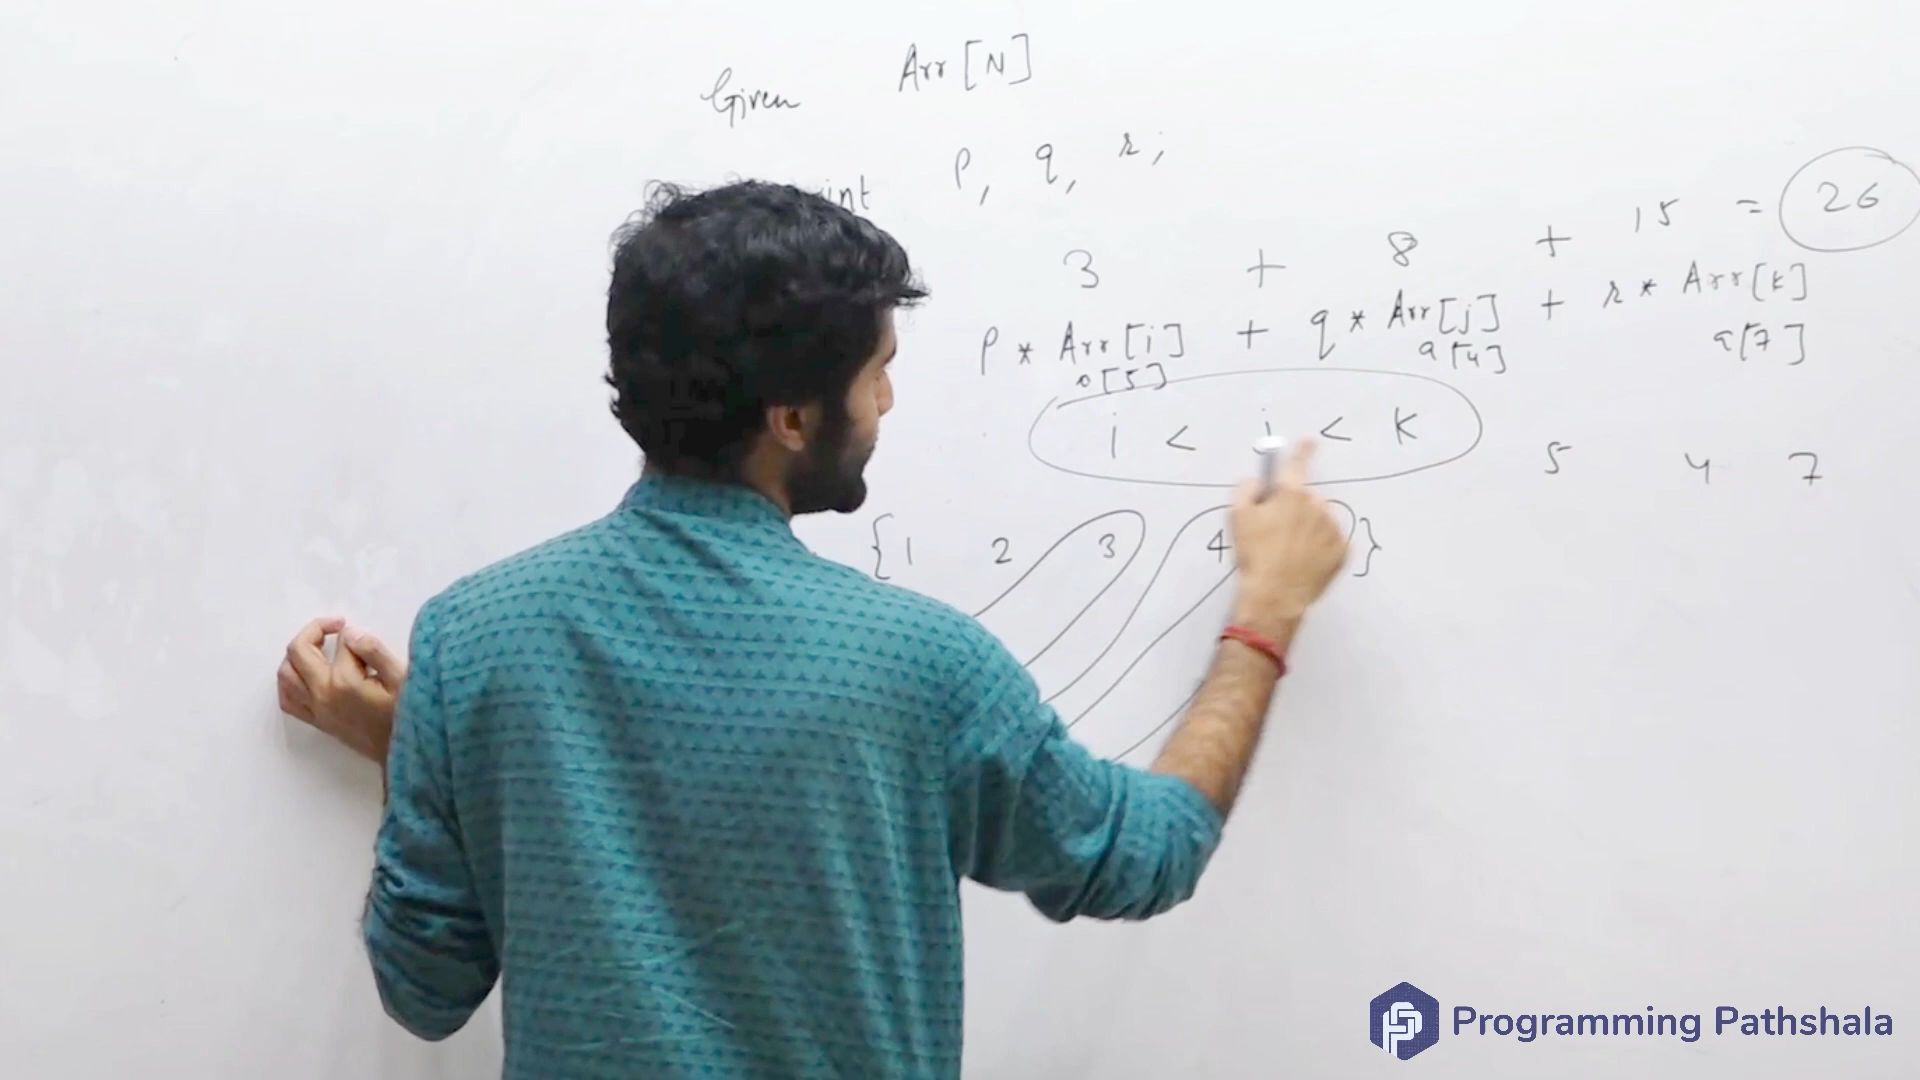 Given Arr[N]
int p, q, r;
3 + 8 + 15 = 26
p * Arr[i] + q * Arr[j] + r * Arr[k]
a[5] a[4] a[7]
i < j < k
5 4 7
{ 1 2 3 4 }
Programming Pathshala